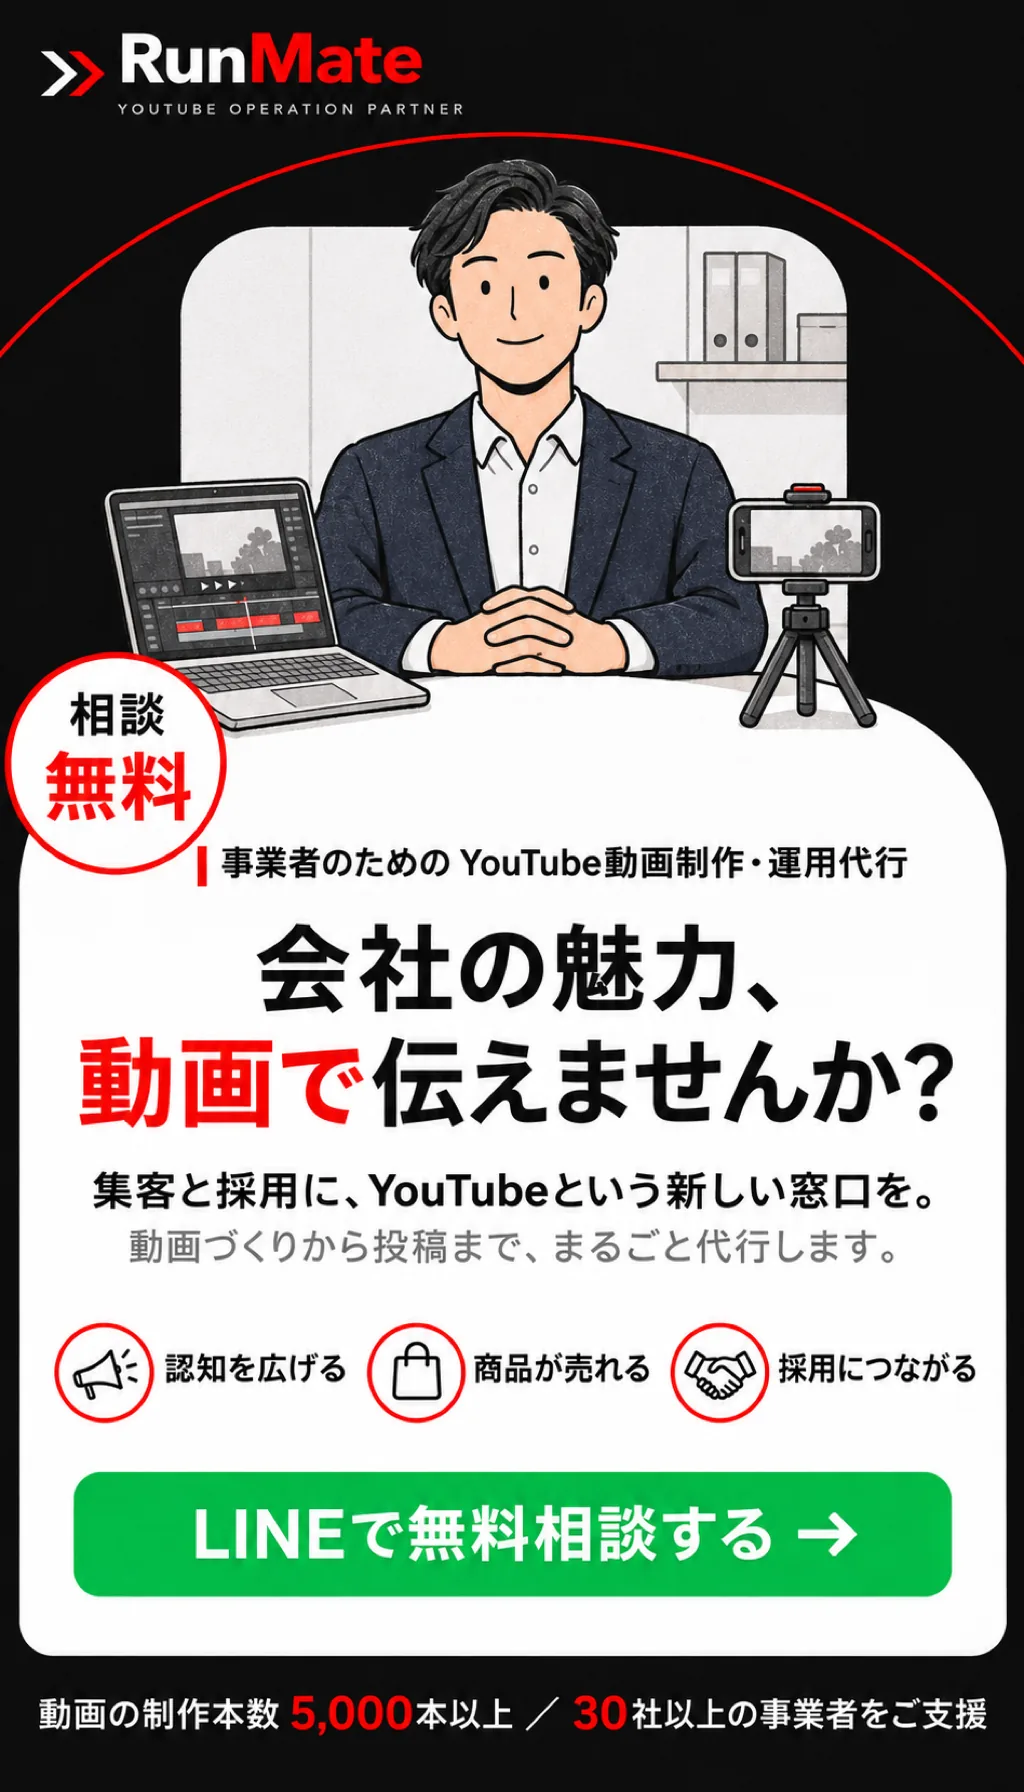 RunMate
YOUTUBE OPERATION PARTNER
相談
無料
事業者のための YouTube動画制作・運用代行
会社の魅力、
動画で伝えませんか?
集客と採用に、YouTubeという新しい窓口を。
動画づくりから投稿まで、まるごと代行します。
認知を広げる
商品が売れる
採用につながる
LINEで無料相談する →
動画の制作本数 5,000本以上 ／ 30社以上の事業者をご支援